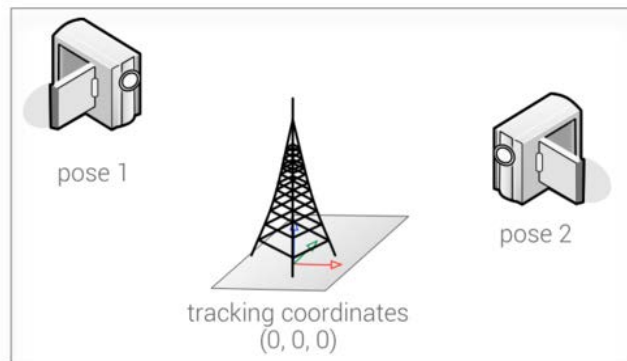 pose 1
pose 2
tracking coordinates
(0, 0, 0)